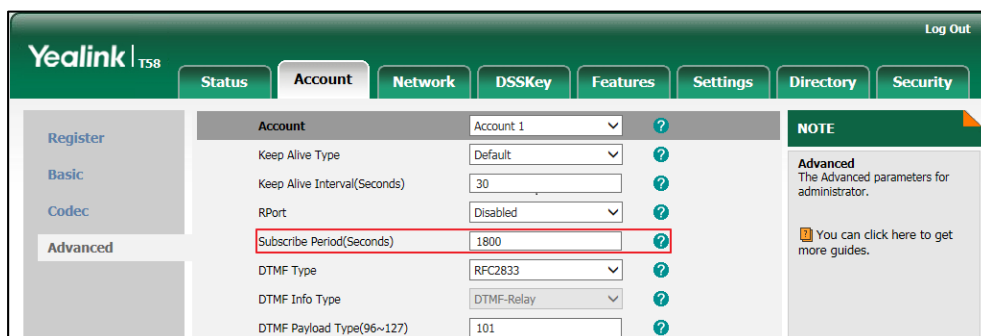 Log Out
Yealink | T58
Status Account Network DSSKey Features Settings Directory Security
Register
Basic
Codec
Advanced
Account Account 1
Keep Alive Type Default
Keep Alive Interval(Seconds) 30
RPort Disabled
Subscribe Period(Seconds) 1800
DTMF Type RFC2833
DTMF Info Type DTMF-Relay
DTMF Payload Type(96~127) 101
NOTE
Advanced
The Advanced parameters for
administrator.
You can click here to get
more guides.